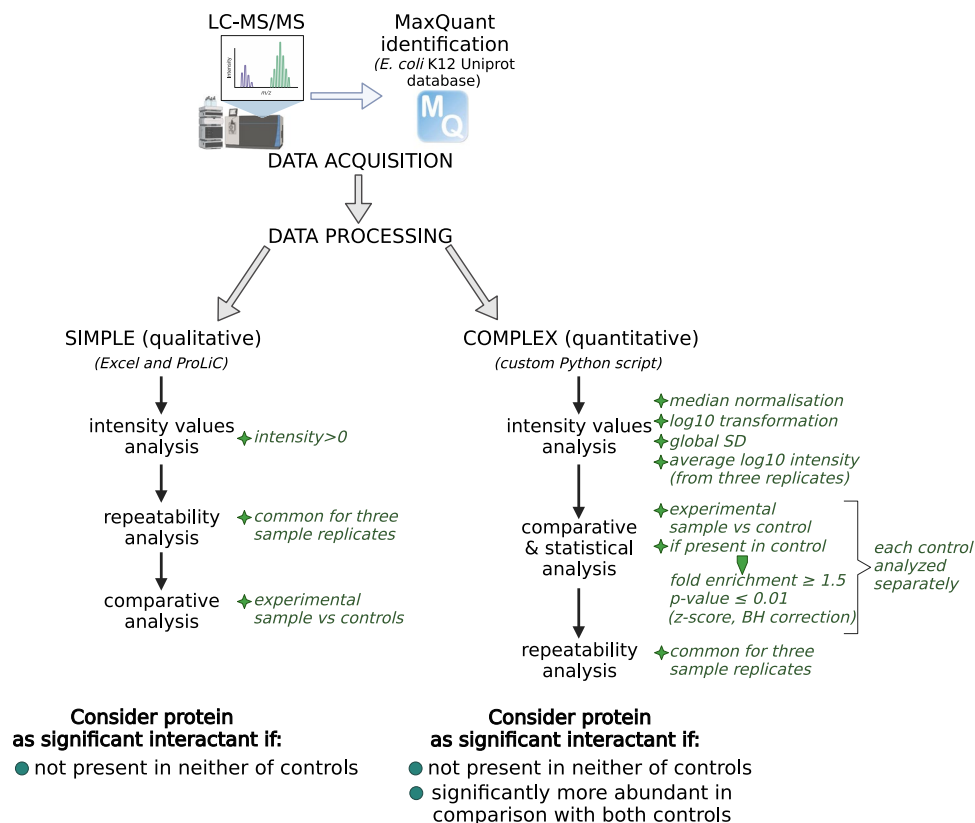 LC-MS/MS
Intensity
m/z
MaxQuant
identification
(E. coli K12 Uniprot
database)
M
Q
DATA ACQUISITION
DATA PROCESSING
SIMPLE (qualitative)
(Excel and ProLiC)
intensity values
analysis
intensity>0
repeatability
analysis
common for three
sample replicates
comparative
analysis
experimental
sample vs controls
Consider protein
as significant interactant if:
not present in neither of controls
COMPLEX (quantitative)
(custom Python script)
intensity values
analysis
median normalisation
log10 transformation
global SD
average log10 intensity
(from three replicates)
comparative
& statistical
analysis
experimental
sample vs control
if present in control
fold enrichment ≥ 1.5
p-value ≤ 0.01
(z-score, BH correction)
each control
analyzed
separately
repeatability
analysis
common for three
sample replicates
Consider protein
as significant interactant if:
not present in neither of controls
significantly more abundant in
comparison with both controls